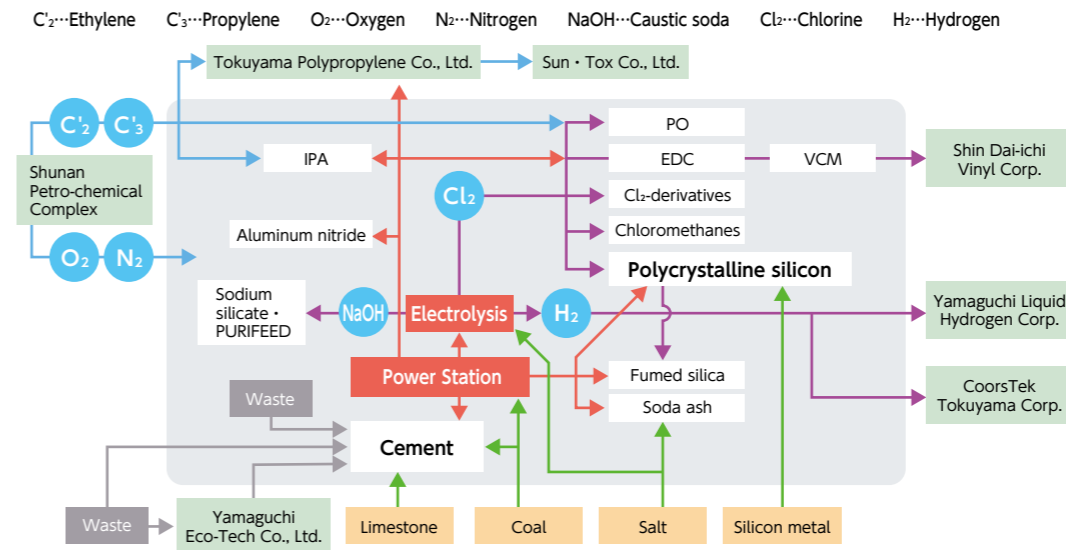 C'2…Ethylene C'3…Propylene O2…Oxygen N2…Nitrogen NaOH…Caustic soda Cl2…Chlorine H2…Hydrogen
Tokuyama Polypropylene Co., Ltd.
Sun・Tox Co., Ltd.
C'2
C'3
PO
Shunan
Petro-chemical
Complex
IPA
EDC
VCM
Shin Dai-ichi
Vinyl Corp.
Cl2
Cl2-derivatives
Aluminum nitride
Chloromethanes
O2
N2
Polycrystalline silicon
Sodium
silicate・
PURIFEED
NaOH
Electrolysis
H2
Yamaguchi Liquid
Hydrogen Corp.
Power Station
Fumed silica
Waste
Soda ash
CoorsTek
Tokuyama Corp.
Cement
Waste
Yamaguchi
Eco-Tech Co., Ltd.
Limestone
Coal
Salt
Silicon metal